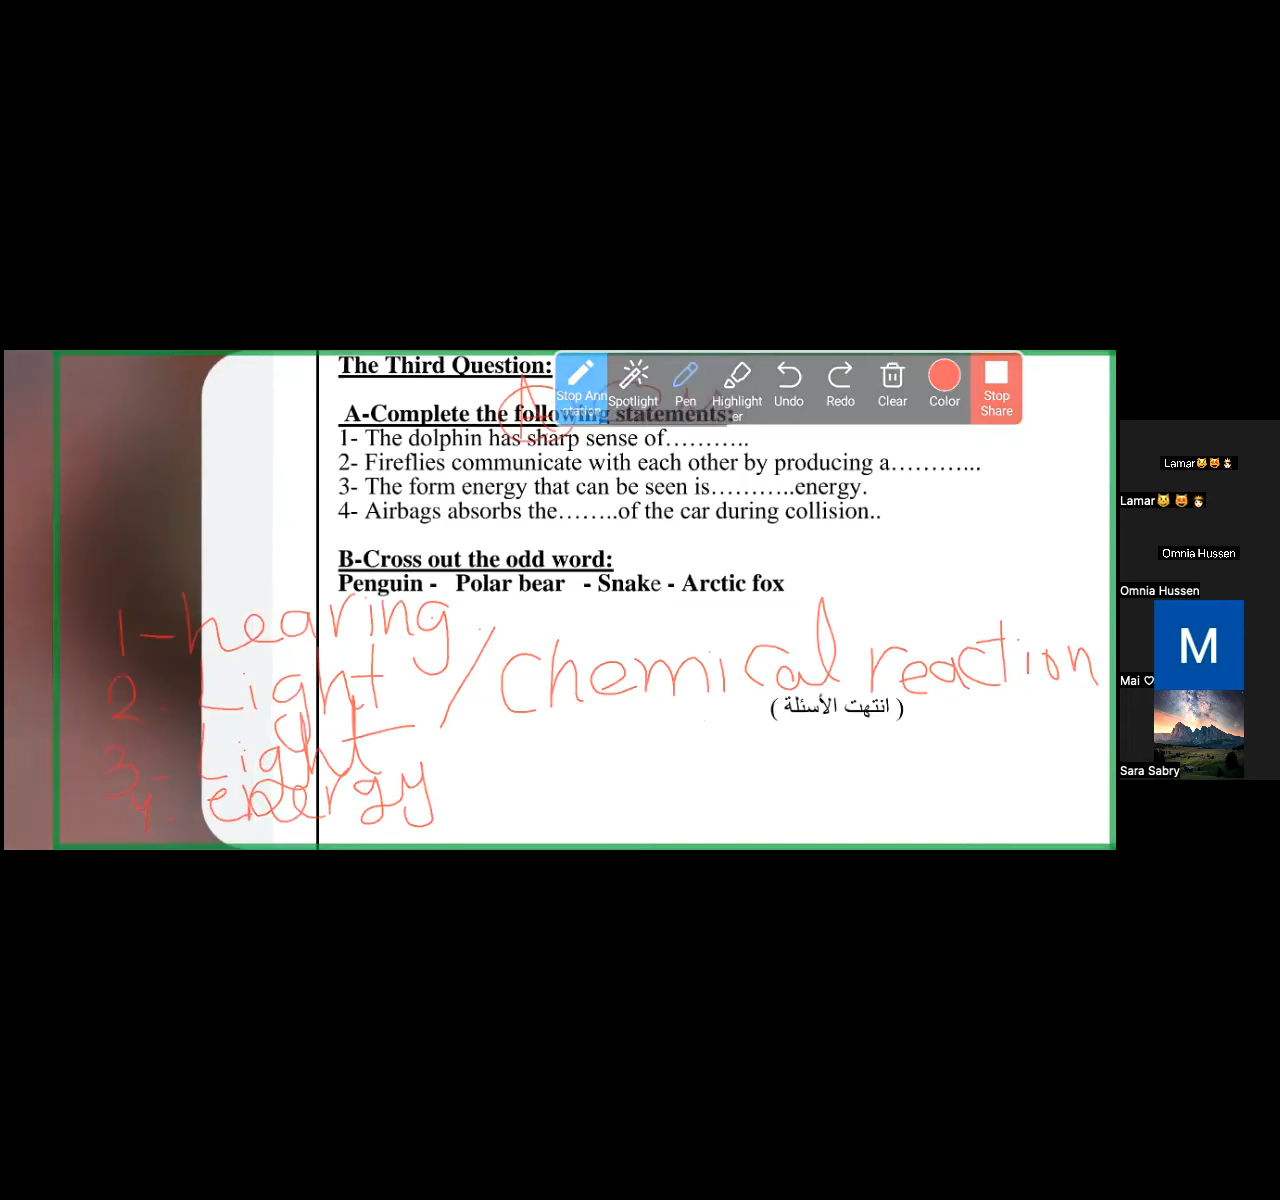 The Third Question:
Stop Annotation
Spotlight
Pen
Highlighter
Undo
Redo
Clear
Color
Stop Share
A-Complete the following statements:
1- The dolphin has sharp sense of………..
2- Fireflies communicate with each other by producing a………...
3- The form energy that can be seen is………..energy.
4- Airbags absorbs the……..of the car during collision..
B-Cross out the odd word:
Penguin - Polar bear - Snake - Arctic fox
1-hearing
2- Light / Chemical reaction
( انتهت الأسئلة )
3- Light
4. energy
Lamar😼 😻 🤴🏻
Lamar😼 😻 🤴🏻
Omnia Hussen
Omnia Hussen
M
Mai ♡
Sara Sabry